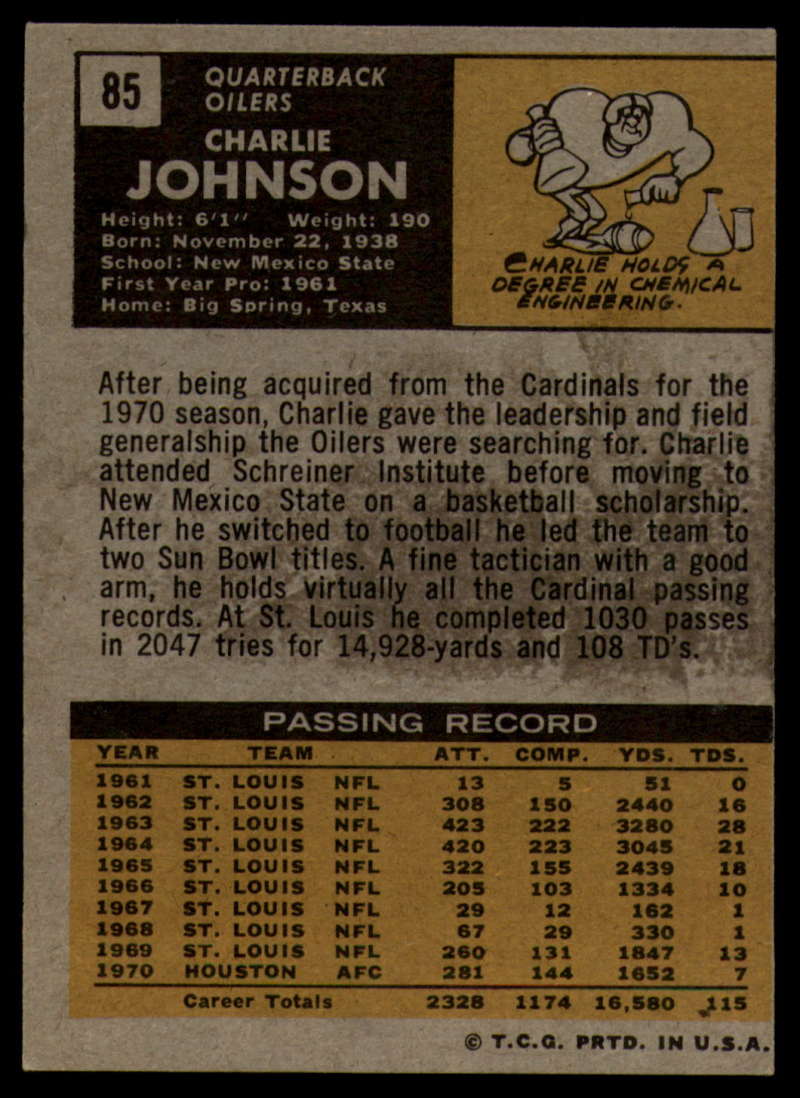 85
QUARTERBACK
OILERS
CHARLIE
JOHNSON
Height: 6'1" Weight: 190
Born: November 22, 1938
School: New Mexico State
First Year Pro: 1961
Home: Big Spring, Texas
CHARLIE HOLDS A
DEGREE IN CHEMICAL
ENGINEERING.
After being acquired from the Cardinals for the
1970 season, Charlie gave the leadership and field
generalship the Oilers were searching for. Charlie
attended Schreiner Institute before moving to
New Mexico State on a basketball scholarship.
After he switched to football he led the team to
two Sun Bowl titles. A fine tactician with a good
arm, he holds virtually all the Cardinal passing
records. At St. Louis he completed 1030 passes
in 2047 tries for 14,928-yards and 108 TD's.
PASSING RECORD
YEAR TEAM ATT. COMP. YDS. TDS.
1961 ST. LOUIS NFL 13 5 51 0
1962 ST. LOUIS NFL 308 150 2440 16
1963 ST. LOUIS NFL 423 222 3280 28
1964 ST. LOUIS NFL 420 223 3045 21
1965 ST. LOUIS NFL 322 155 2439 18
1966 ST. LOUIS NFL 205 103 1334 10
1967 ST. LOUIS NFL 29 12 162 1
1968 ST. LOUIS NFL 67 29 330 1
1969 ST. LOUIS NFL 260 131 1847 13
1970 HOUSTON AFC 281 144 1652 7
Career Totals 2328 1174 16,580 115
© T.C.G. PRTD. IN U.S.A.